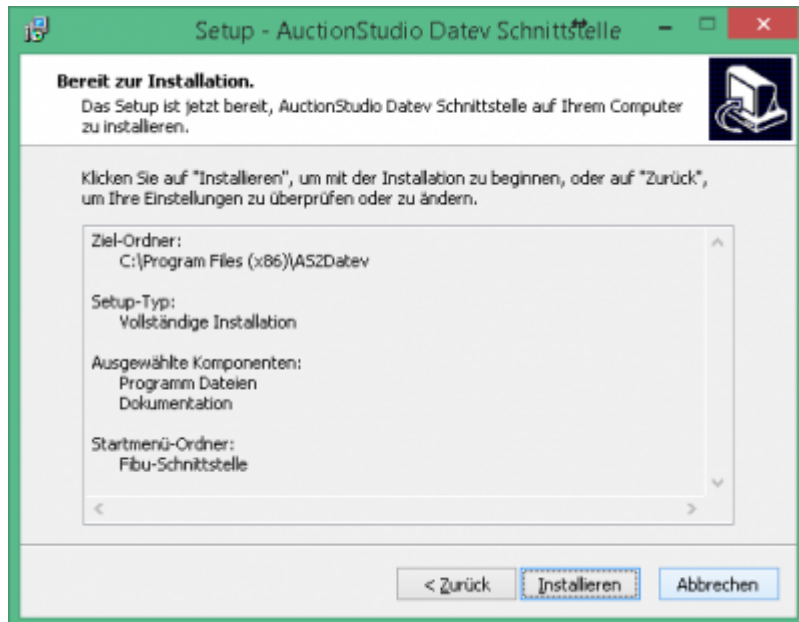 Setup - AuctionStudio Datev Schnittstelle
Bereit zur Installation.
Das Setup ist jetzt bereit, AuctionStudio Datev Schnittstelle auf Ihrem Computer
zu installieren.
Klicken Sie auf "Installieren", um mit der Installation zu beginnen, oder auf "Zurück",
um Ihre Einstellungen zu überprüfen oder zu ändern.
Ziel-Ordner:
C:\Program Files (x86)\AS2Datev
Setup-Typ:
Vollständige Installation
Ausgewählte Komponenten:
Programm Dateien
Dokumentation
Startmenü-Ordner:
Fibu-Schnittstelle
< Zurück
Installieren
Abbrechen